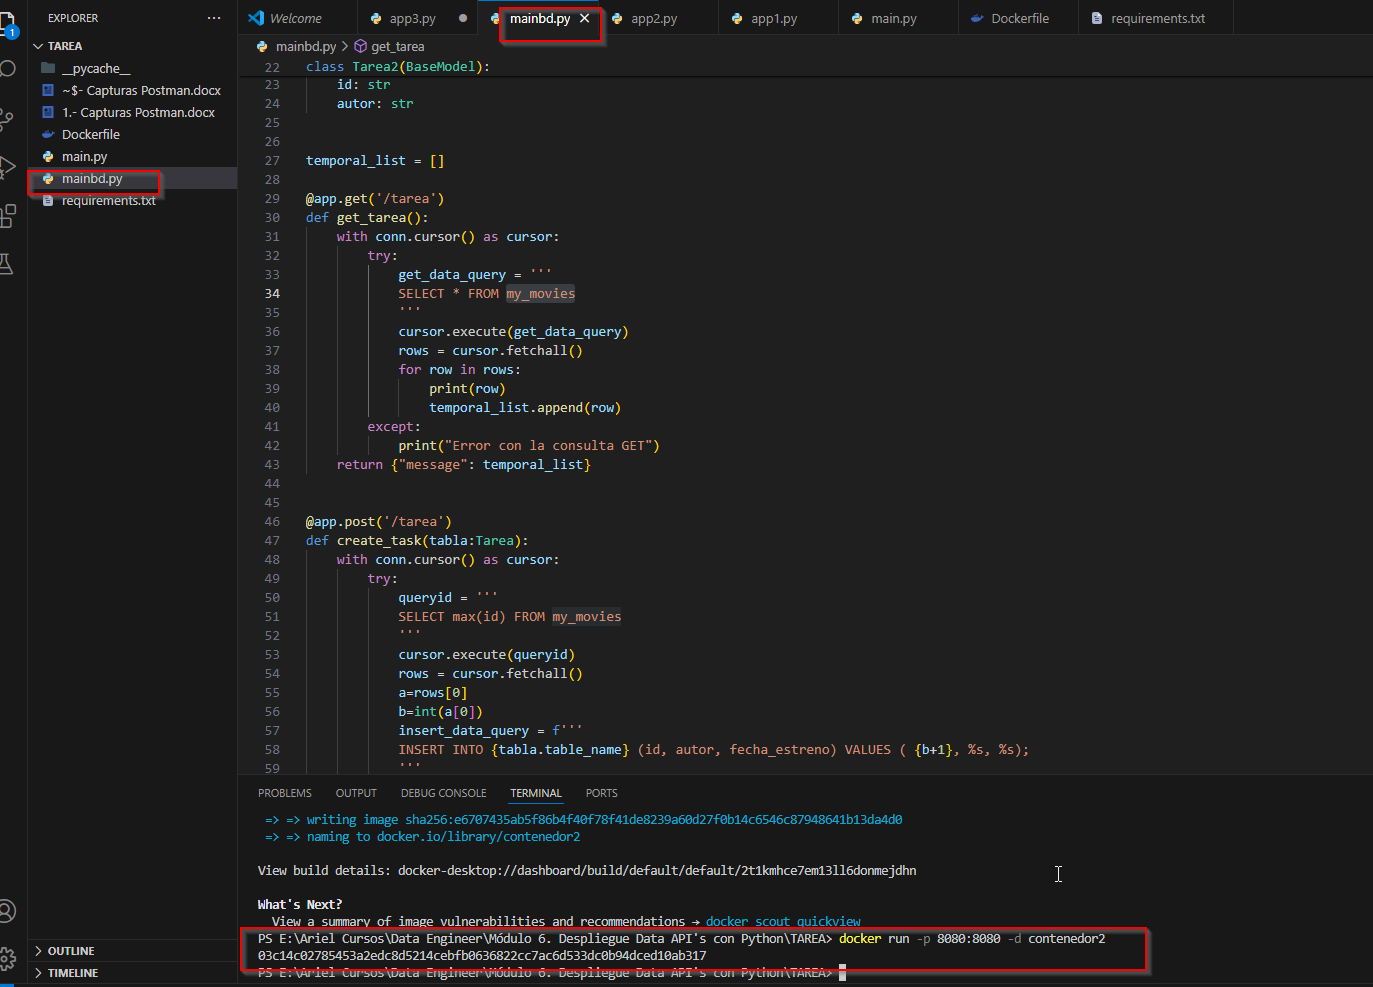 EXPLORER
···
Welcome
app3.py
mainbd.py
app2.py
app1.py
main.py
Dockerfile
requirements.txt
1
TAREA
__pycache__
~$- Capturas Postman.docx
1.- Capturas Postman.docx
Dockerfile
main.py
mainbd.py
requirements.txt
OUTLINE
TIMELINE
mainbd.py > get_tarea
22 class Tarea2(BaseModel):
23     id: str
24     autor: str
25
26
27 temporal_list = []
28
29 @app.get('/tarea')
30 def get_tarea():
31     with conn.cursor() as cursor:
32         try:
33             get_data_query = '''
34             SELECT * FROM my_movies
35             '''
36             cursor.execute(get_data_query)
37             rows = cursor.fetchall()
38             for row in rows:
39                 print(row)
40                 temporal_list.append(row)
41         except:
42             print("Error con la consulta GET")
43     return {"message": temporal_list}
44
45
46 @app.post('/tarea')
47 def create_task(tabla:Tarea):
48     with conn.cursor() as cursor:
49         try:
50             queryid = '''
51             SELECT max(id) FROM my_movies
52             '''
53             cursor.execute(queryid)
54             rows = cursor.fetchall()
55             a=rows[0]
56             b=int(a[0])
57             insert_data_query = f'''
58             INSERT INTO {tabla.table_name} (id, autor, fecha_estreno) VALUES ( {b+1}, %s, %s);
59             '''
PROBLEMS OUTPUT DEBUG CONSOLE TERMINAL PORTS
=> => writing image sha256:e6707435ab5f86b4f40f78f41de8239a60d27f0b14c6546c87948641b13da4d0
=> => naming to docker.io/library/contenedor2
View build details: docker-desktop://dashboard/build/default/default/2t1kmhce7em13ll6donmejdhn
What's Next?
View a summary of image vulnerabilities and recommendations → docker scout quickview
PS E:\Ariel Cursos\Data Engineer\Módulo 6. Despliegue Data API's con Python\TAREA> docker run -p 8080:8080 -d contenedor2
03c14c02785453a2edc8d5214cebfb0636822cc7ac6d533dc0b94dced10ab317
PS E:\Ariel Cursos\Data Engineer\Módulo 6. Despliegue Data API's con Python\TAREA>